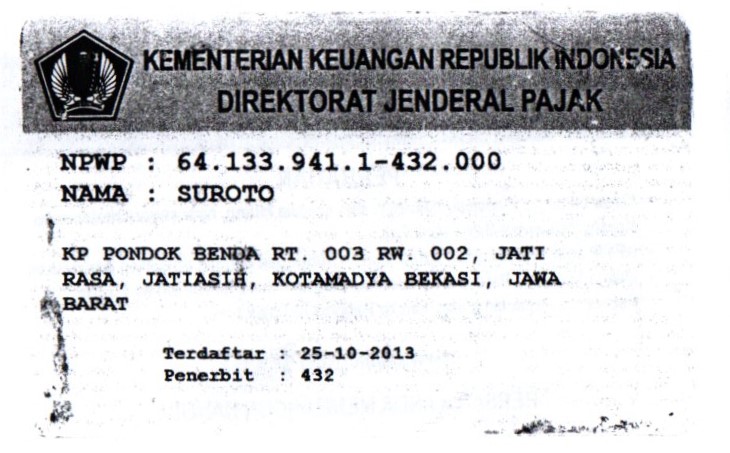 KEMENTERIAN KEUANGAN REPUBLIK INDONESIA
DIREKTORAT JENDERAL PAJAK
NPWP : 64.133.941.1-432.000
NAMA : SUROTO
KP PONDOK BENDA RT. 003 RW. 002, JATI
RASA, JATIASIH, KOTAMADYA BEKASI, JAWA
BARAT
Terdaftar : 25-10-2013
Penerbit : 432